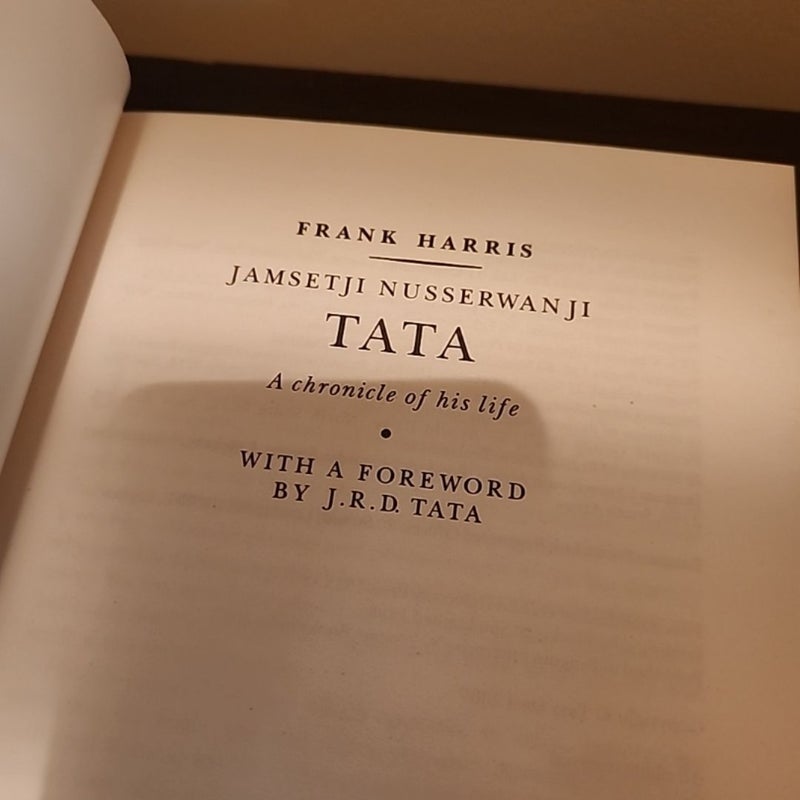 FRANK HARRIS
JAMSETJI NUSSERWANJI
TATA
A chronicle of his life
•
WITH A FOREWORD
BY J.R.D. TATA